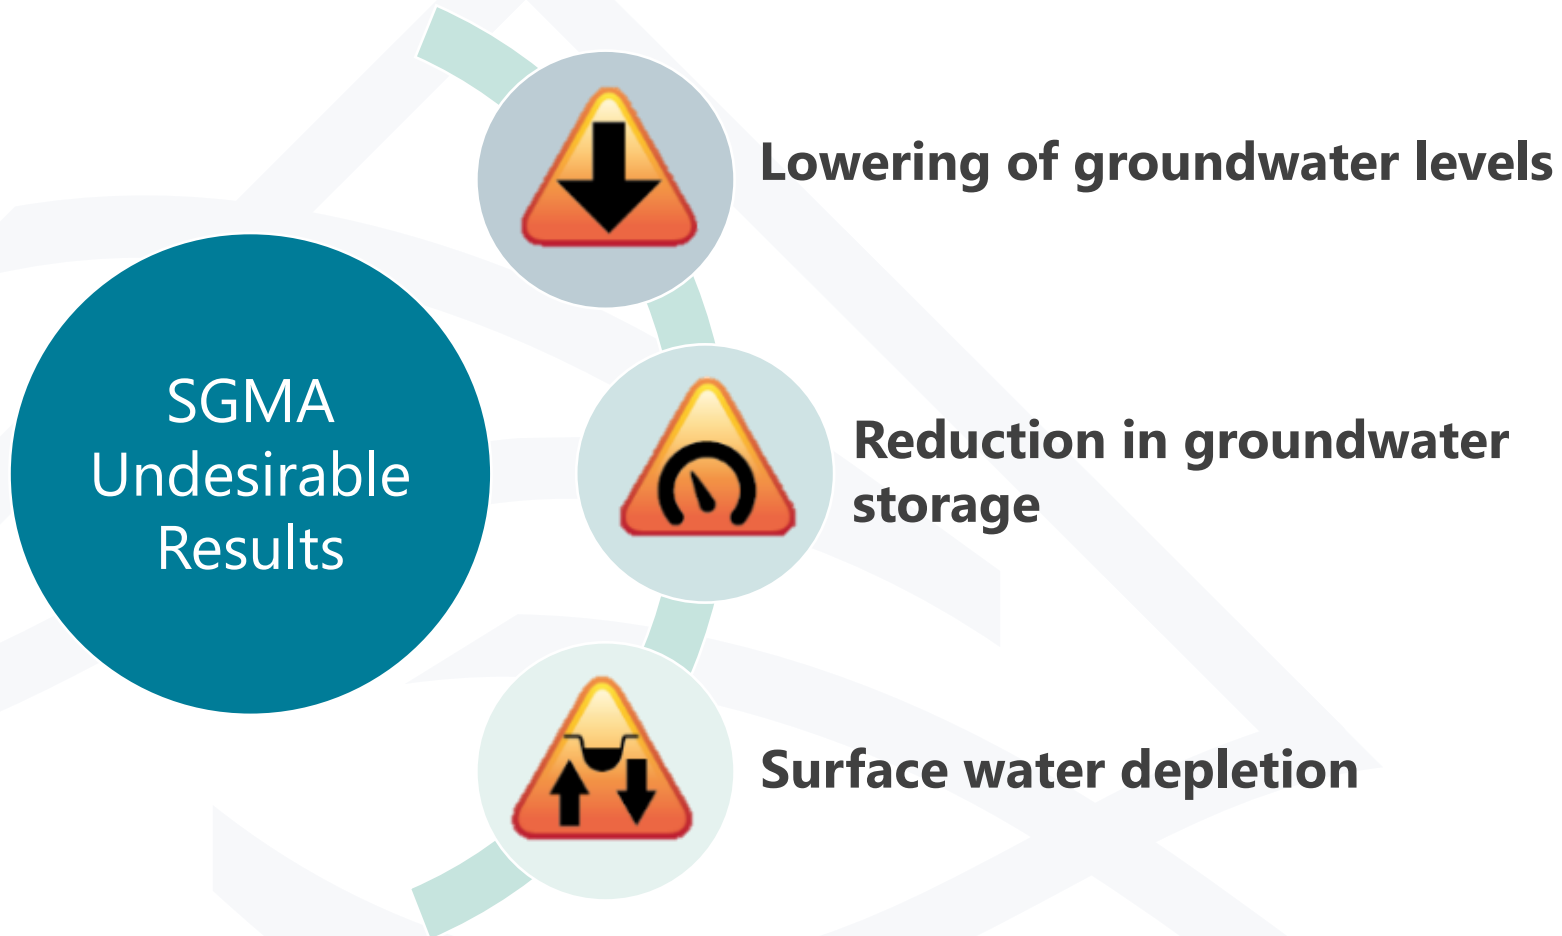 SGMA
Undesirable
Results
Lowering of groundwater levels
Reduction in groundwater
storage
Surface water depletion